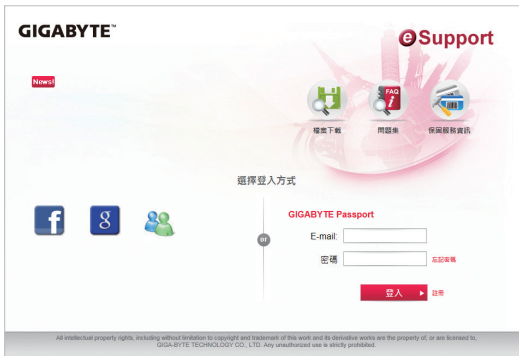 GIGABYTE™
eSupport
News!
FAQ
檔案下載
問題集
保固服務資訊
選擇登入方式
GIGABYTE Passport
or
E-mail:
密碼
忘記密碼
登入
註冊
All intellectual property rights, including without limitation to copyright and trademark of this work and its derivative works are the property of, or are licensed to,
GIGA-BYTE TECHNOLOGY CO., LTD. Any unauthorized use is strictly prohibited.